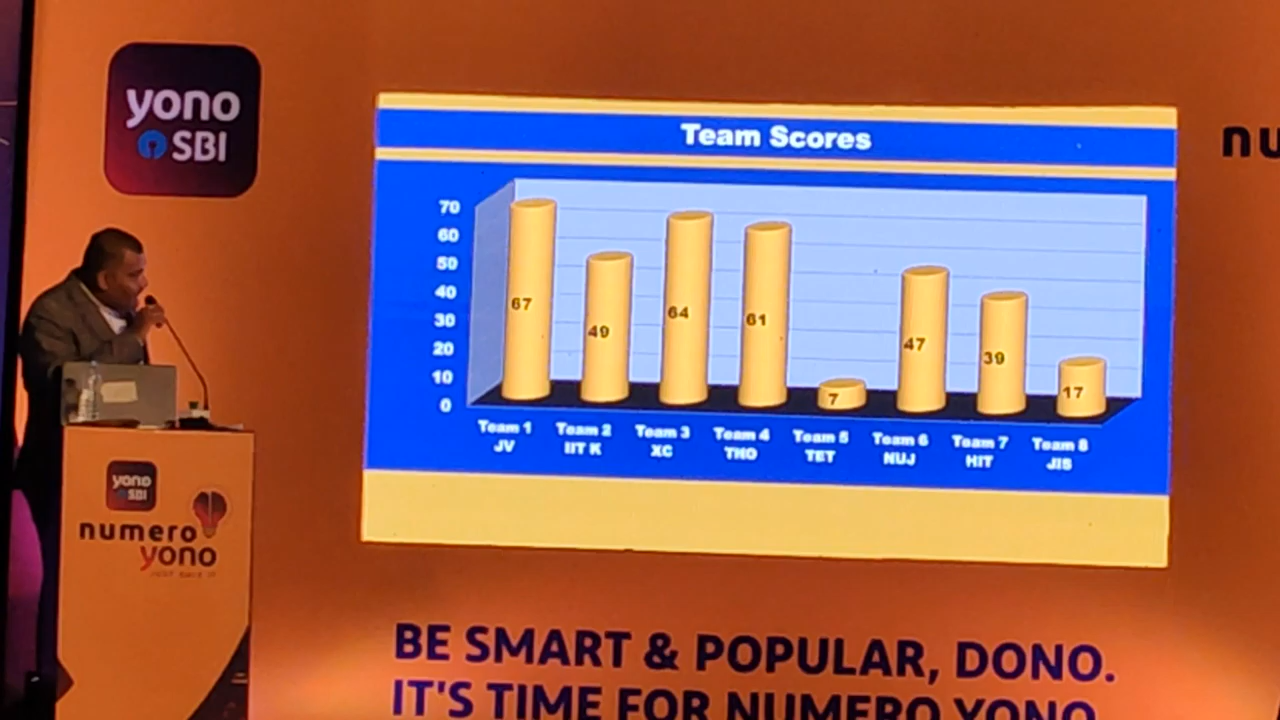 yono
SBI
nu
Team Scores
70
60
50
40
30
20
10
0
67
49
64
61
7
47
39
17
Team 1 Team 2 Team 3 Team 4 Team 5 Team 6 Team 7 Team 8
JV IIT K XC TNO TET NUJ HIT JIS
yono
SBI
numero
yono
BE SMART & POPULAR, DONO.
IT'S TIME FOR NUMERO YONO